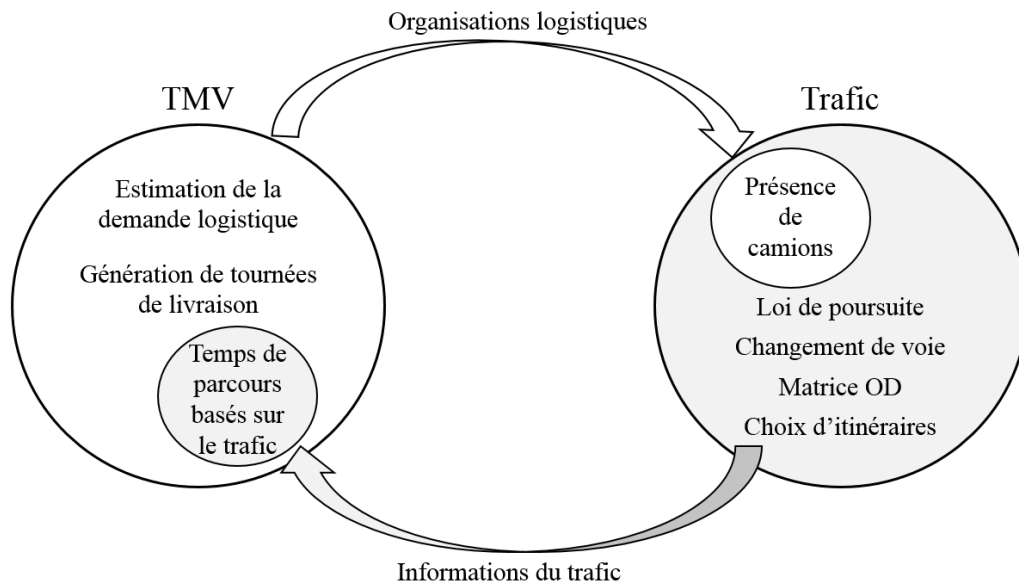 Organisations logistiques
TMV
Trafic
Estimation de la
demande logistique
Génération de tournées
de livraison
Temps de
parcours
basés sur
le trafic
Présence
de
camions
Loi de poursuite
Changement de voie
Matrice OD
Choix d’itinéraires
Informations du trafic